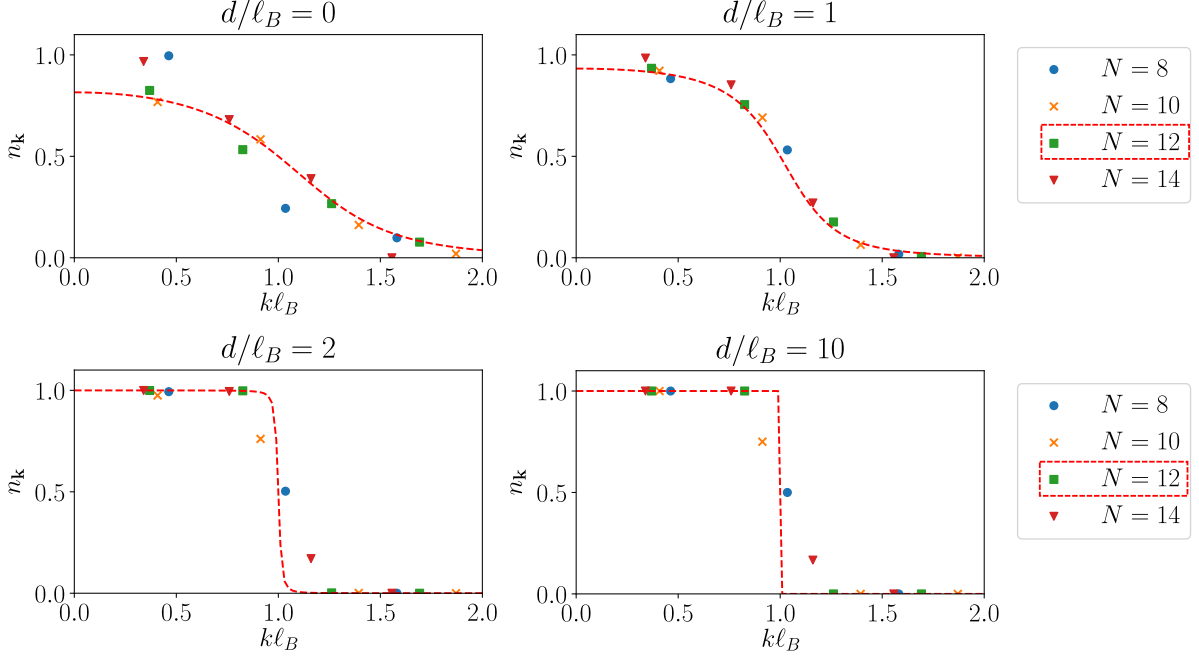 d/ℓ_B = 0
1.0
0.5
0.0
n_k
0.0 0.5 1.0 1.5 2.0
kℓ_B
d/ℓ_B = 1
1.0
0.5
0.0
n_k
0.0 0.5 1.0 1.5 2.0
kℓ_B
N = 8
N = 10
N = 12
N = 14
d/ℓ_B = 2
1.0
0.5
0.0
n_k
0.0 0.5 1.0 1.5 2.0
kℓ_B
d/ℓ_B = 10
1.0
0.5
0.0
n_k
0.0 0.5 1.0 1.5 2.0
kℓ_B
N = 8
N = 10
N = 12
N = 14